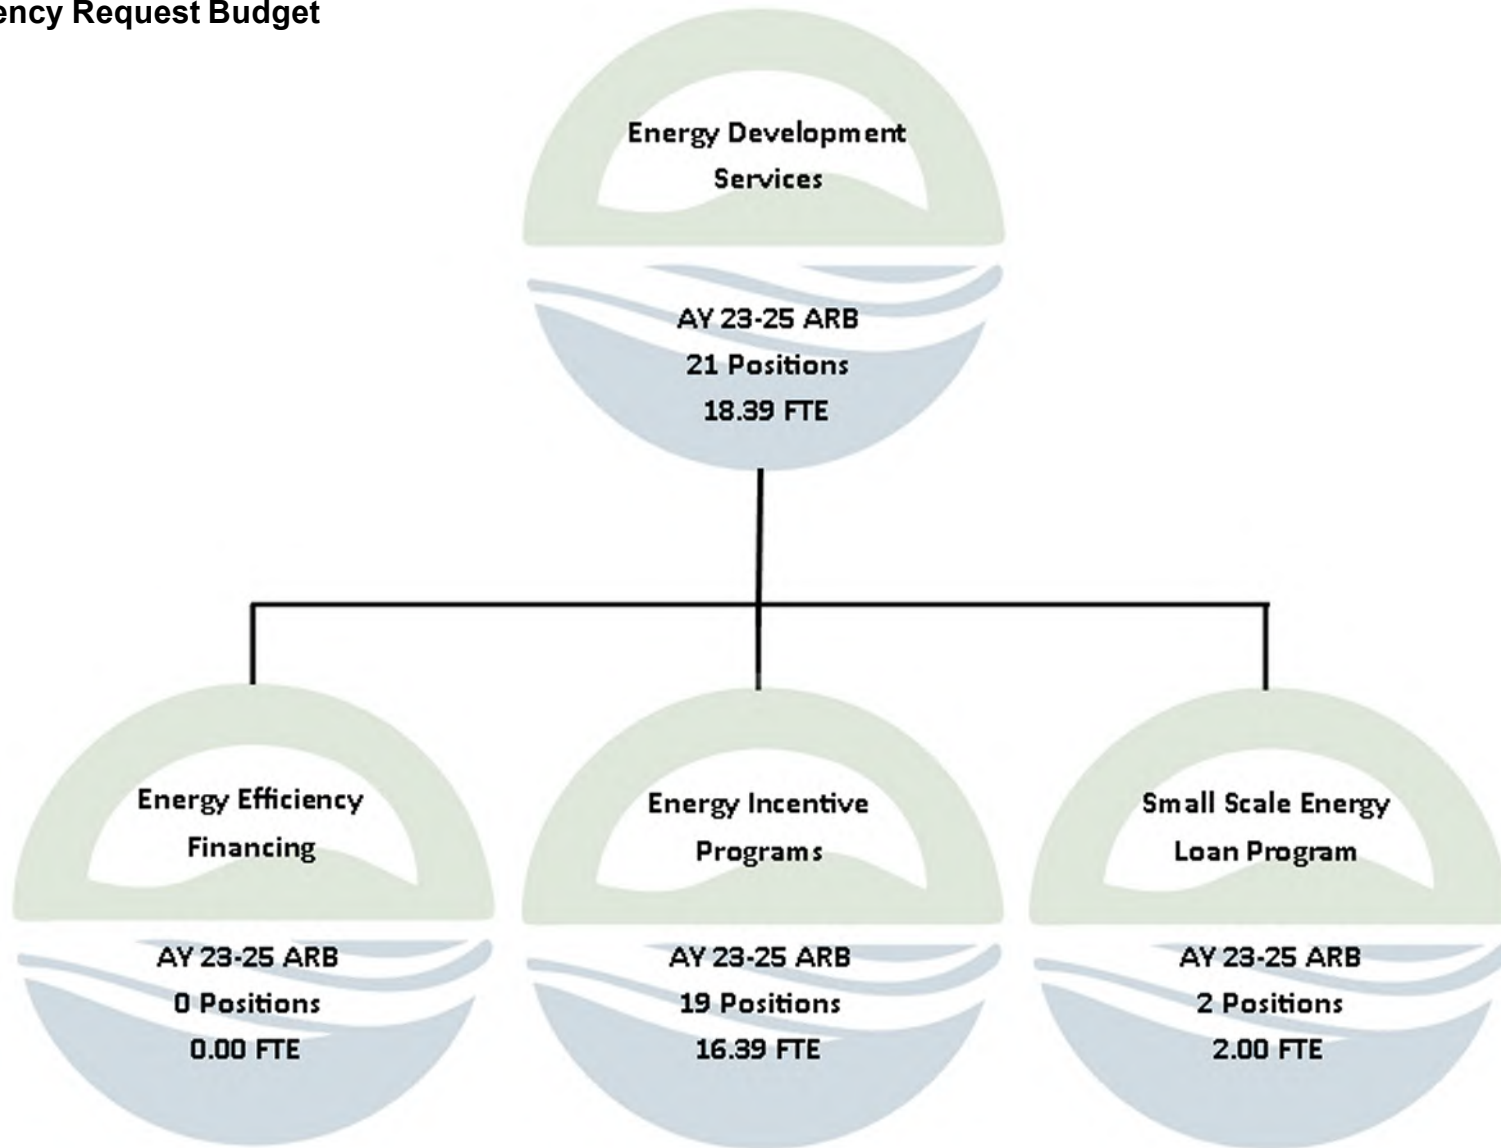 ency Request Budget
Energy Development
Services
AY 23-25 ARB
21 Positions
18.39 FTE
Energy Efficiency
Financing
AY 23-25 ARB
0 Positions
0.00 FTE
Energy Incentive
Programs
AY 23-25 ARB
19 Positions
16.39 FTE
Small Scale Energy
Loan Program
AY 23-25 ARB
2 Positions
2.00 FTE